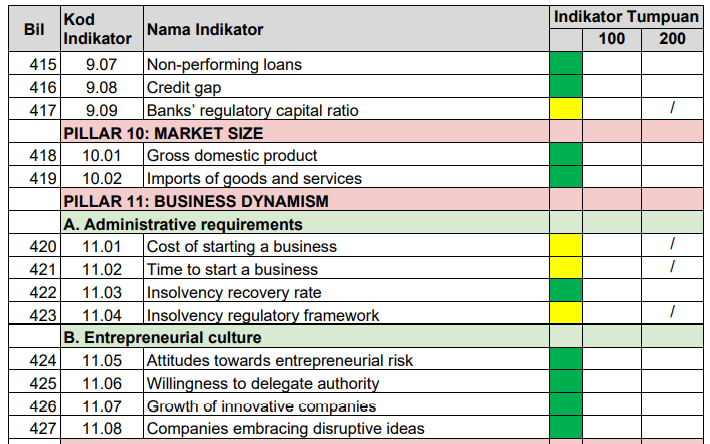 Bil Kod Indikator Nama Indikator Indikator Tumpuan
100 200
415 9.07 Non-performing loans
416 9.08 Credit gap
417 9.09 Banks' regulatory capital ratio /
PILLAR 10: MARKET SIZE
418 10.01 Gross domestic product
419 10.02 Imports of goods and services
PILLAR 11: BUSINESS DYNAMISM
A. Administrative requirements
420 11.01 Cost of starting a business /
421 11.02 Time to start a business /
422 11.03 Insolvency recovery rate
423 11.04 Insolvency regulatory framework /
B. Entrepreneurial culture
424 11.05 Attitudes towards entrepreneurial risk
425 11.06 Willingness to delegate authority
426 11.07 Growth of innovative companies
427 11.08 Companies embracing disruptive ideas